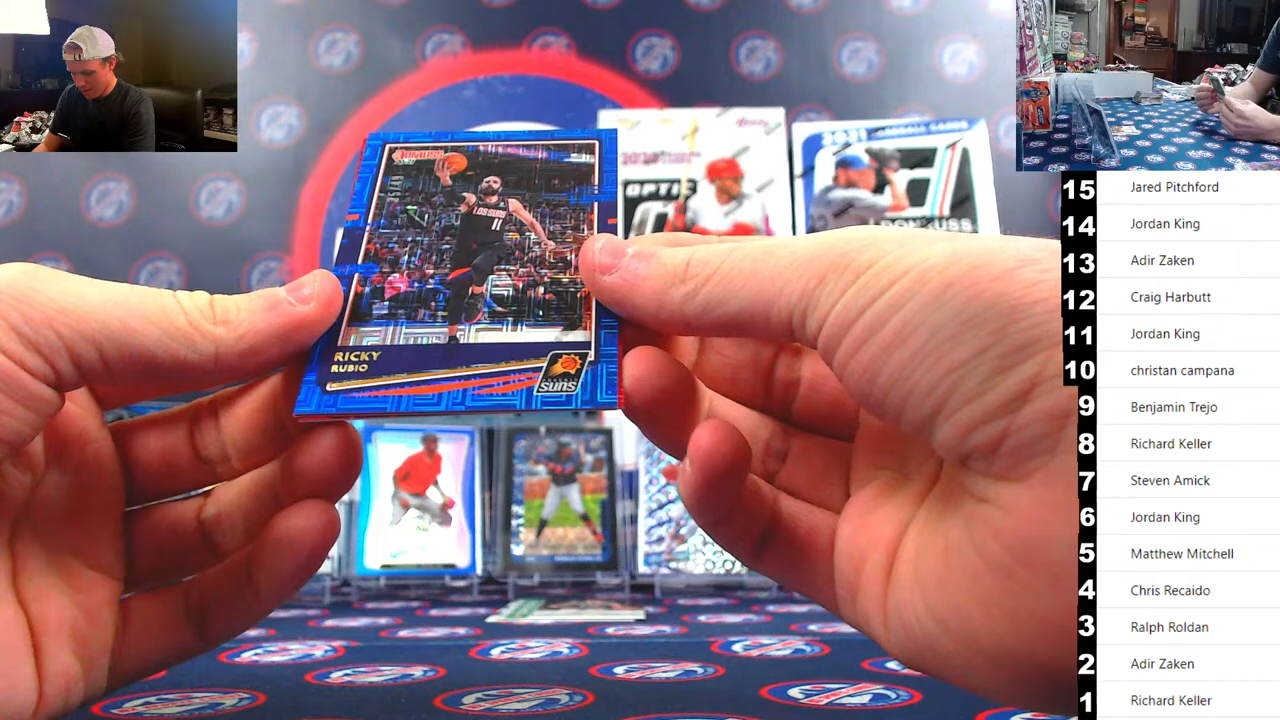 DONRUSS
LOS SUNS
11
RICKY
RUBIO
SUNS
OPTIC
2021
15
Jared Pitchford
14
Jordan King
13
Adir Zaken
12
Craig Harbutt
11
Jordan King
10
christan campana
9
Benjamin Trejo
8
Richard Keller
7
Steven Amick
6
Jordan King
5
Matthew Mitchell
4
Chris Recaido
3
Ralph Roldan
2
Adir Zaken
1
Richard Keller